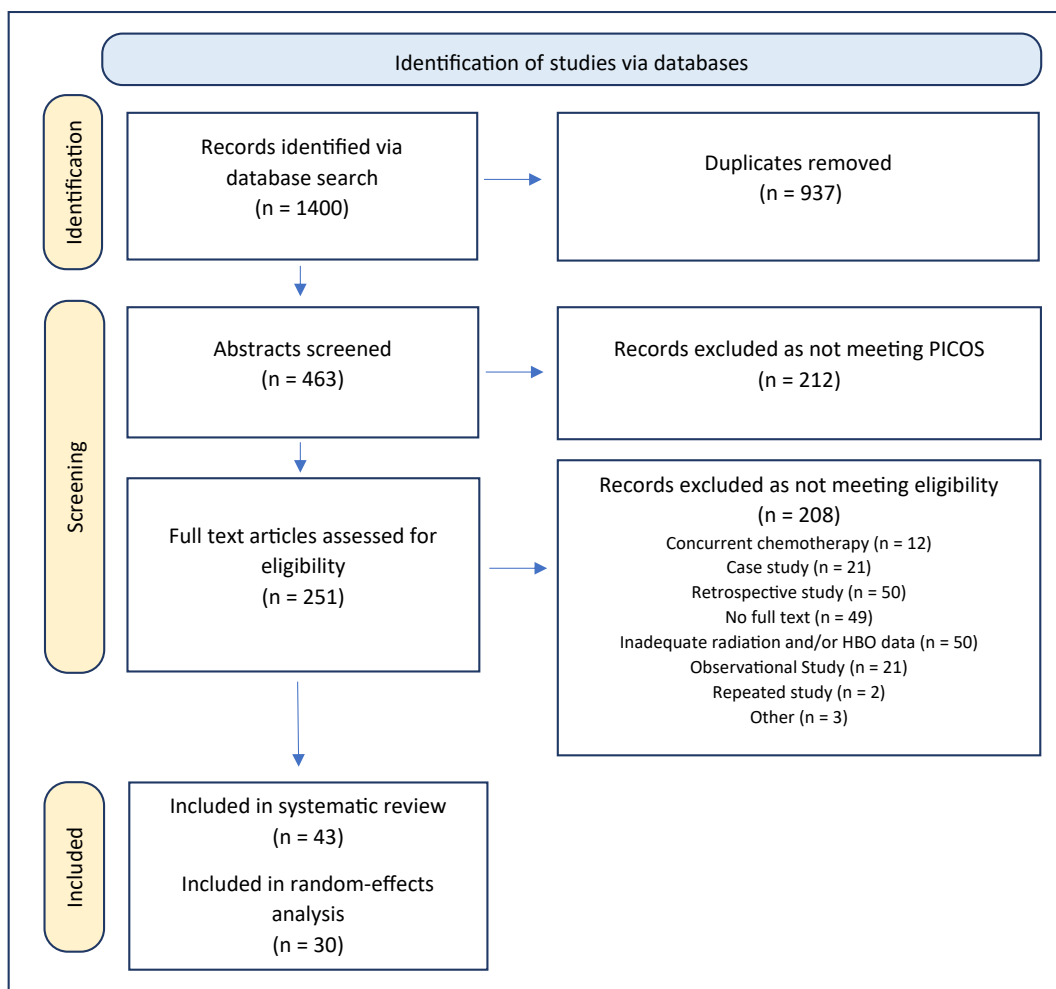 Identification of studies via databases
Identification
Records identified via
database search
(n = 1400)
Duplicates removed
(n = 937)
Screening
Abstracts screened
(n = 463)
Records excluded as not meeting PICOS
(n = 212)
Full text articles assessed for
eligibility
(n = 251)
Records excluded as not meeting eligibility
(n = 208)
Concurrent chemotherapy (n = 12)
Case study (n = 21)
Retrospective study (n = 50)
No full text (n = 49)
Inadequate radiation and/or HBO data (n = 50)
Observational Study (n = 21)
Repeated study (n = 2)
Other (n = 3)
Included
Included in systematic review
(n = 43)
Included in random-effects
analysis
(n = 30)